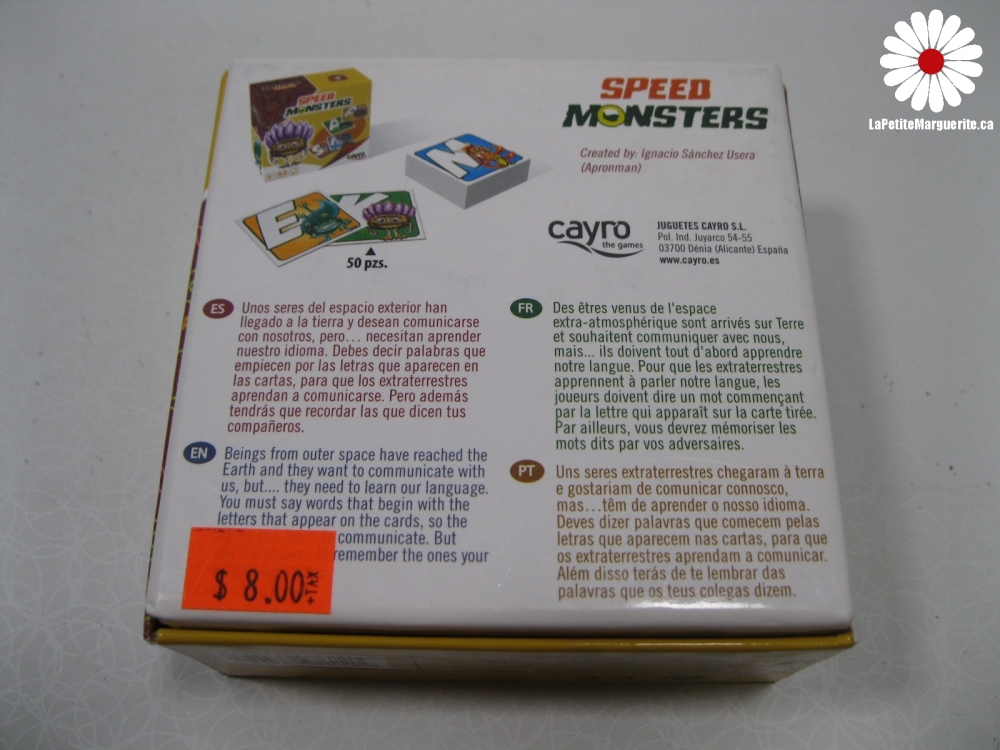 LaPetiteMarguerite.ca
SPEED
MONSTERS
Created by: Ignacio Sánchez Usera
(Apronman)
SPEED
MONSTERS
cayro
N
E
50 pzs.
cayro
the games
JUGUETES CAYRO S.L.
Pol. Ind. Juyarco 54-55
03700 Dénia (Alicante) España
www.cayro.es
ES
Unos seres del espacio exterior han
llegado a la tierra y desean comunicarse
con nosotros, pero... necesitan aprender
nuestro idioma. Debes decir palabras que
empiecen por las letras que aparecen en
las cartas, para que los extraterrestres
aprendan a comunicarse. Pero además
tendrás que recordar las que dicen tus
compañeros.
EN
Beings from outer space have reached the
Earth and they want to communicate with
us, but.... they need to learn our language.
You must say words that begin with the
letters that appear on the cards, so the
communicate. But
remember the ones your
$ 8.00 +TAX
FR
Des êtres venus de l'espace
extra-atmosphérique sont arrivés sur Terre
et souhaitent communiquer avec nous,
mais... ils doivent tout d'abord apprendre
notre langue. Pour que les extraterrestres
apprennent à parler notre langue, les
joueurs doivent dire un mot commençant
par la lettre qui apparaît sur la carte tirée.
Par ailleurs, vous devrez mémoriser les
mots dits par vos adversaires.
PT
Uns seres extraterrestres chegaram à terra
e gostariam de comunicar connosco,
mas...têm de aprender o nosso idioma.
Deves dizer palavras que comecem pelas
letras que aparecem nas cartas, para que
os extraterrestres aprendam a comunicar.
Além disso terás de te lembrar das
palavras que os teus colegas dizem.